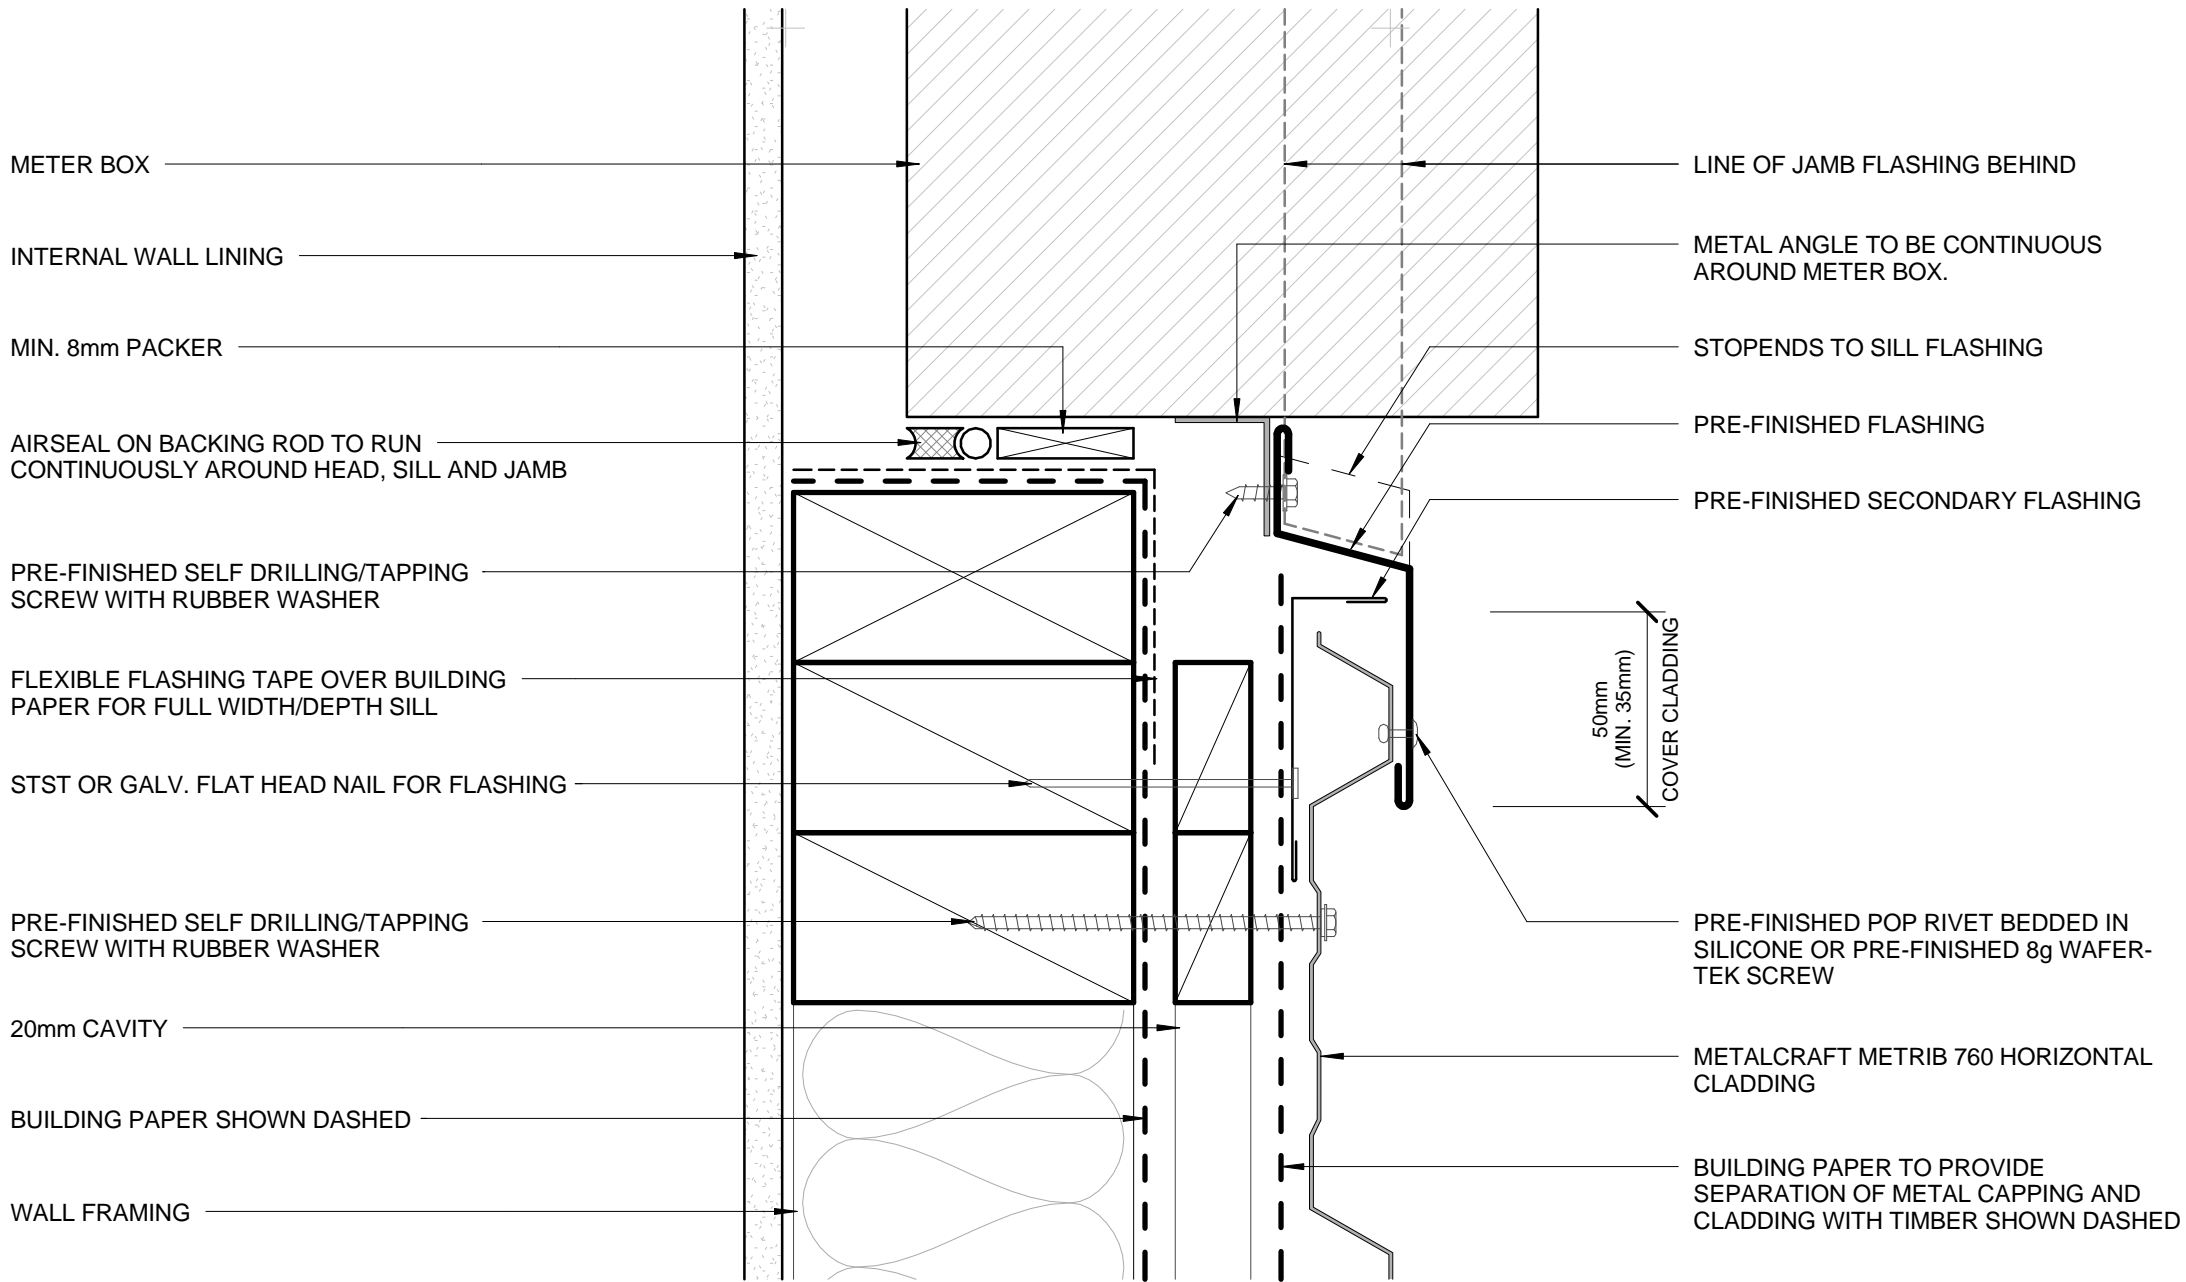 METER BOX
INTERNAL WALL LINING
MIN. 8mm PACKER
AIRSEAL ON BACKING ROD TO RUN
CONTINUOUSLY AROUND HEAD, SILL AND JAMB
PRE-FINISHED SELF DRILLING/TAPPING
SCREW WITH RUBBER WASHER
FLEXIBLE FLASHING TAPE OVER BUILDING
PAPER FOR FULL WIDTH/DEPTH SILL
STST OR GALV. FLAT HEAD NAIL FOR FLASHING
PRE-FINISHED SELF DRILLING/TAPPING
SCREW WITH RUBBER WASHER
20mm CAVITY
BUILDING PAPER SHOWN DASHED
WALL FRAMING
LINE OF JAMB FLASHING BEHIND
METAL ANGLE TO BE CONTINUOUS
AROUND METER BOX.
STOPENDS TO SILL FLASHING
PRE-FINISHED FLASHING
PRE-FINISHED SECONDARY FLASHING
50mm
(MIN. 35mm)
COVER CLADDING
PRE-FINISHED POP RIVET BEDDED IN
SILICONE OR PRE-FINISHED 8g WAFER-
TEK SCREW
METALCRAFT METRIB 760 HORIZONTAL
CLADDING
BUILDING PAPER TO PROVIDE
SEPARATION OF METAL CAPPING AND
CLADDING WITH TIMBER SHOWN DASHED